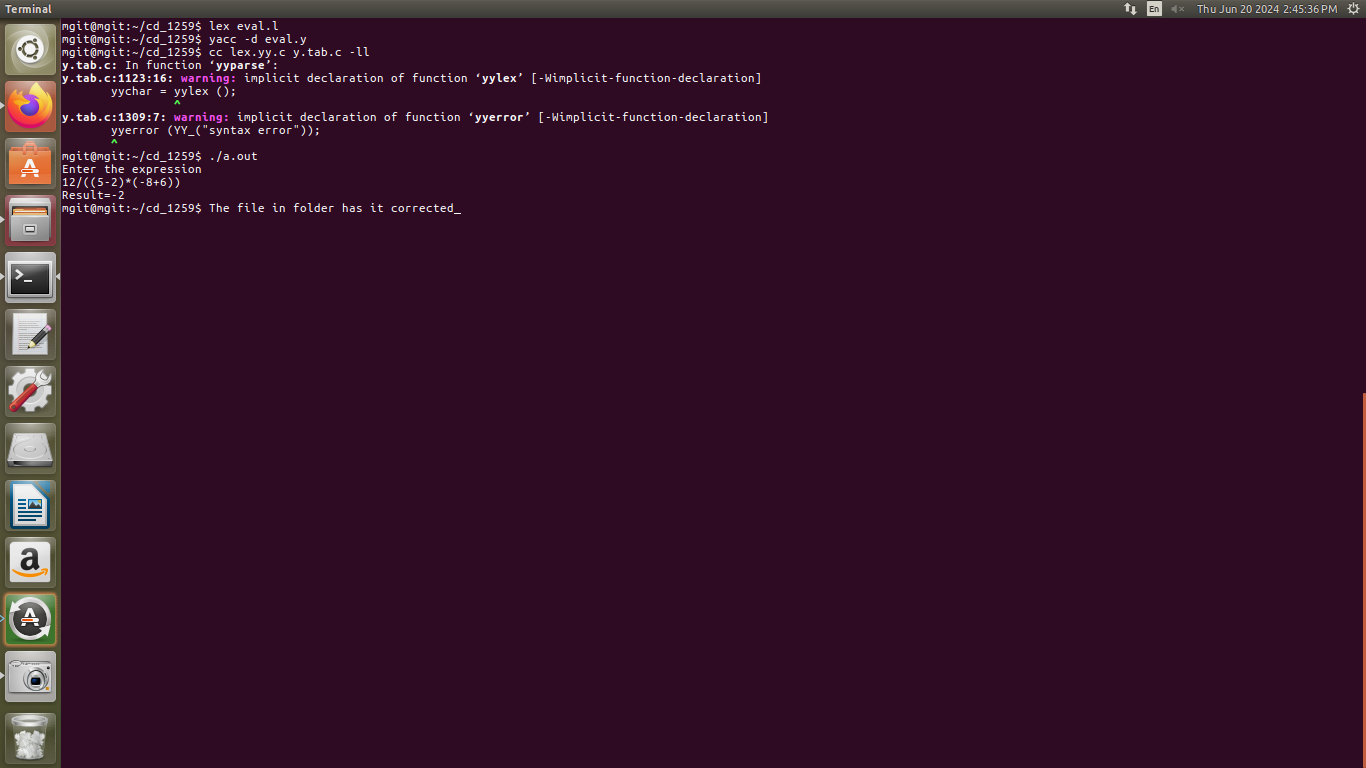 Terminal
En
Thu Jun 20 2024 2:45:36 PM
mgit@mgit:~/cd_1259$ lex eval.l
mgit@mgit:~/cd_1259$ yacc -d eval.y
mgit@mgit:~/cd_1259$ cc lex.yy.c y.tab.c -ll
y.tab.c: In function ‘yyparse’:
y.tab.c:1123:16: warning: implicit declaration of function ‘yylex’ [-Wimplicit-function-declaration]
yychar = yylex ();
^
y.tab.c:1309:7: warning: implicit declaration of function ‘yyerror’ [-Wimplicit-function-declaration]
yyerror (YY_("syntax error"));
^
mgit@mgit:~/cd_1259$ ./a.out
Enter the expression
12/((5-2)*(-8+6))
Result=-2
mgit@mgit:~/cd_1259$ The file in folder has it corrected_